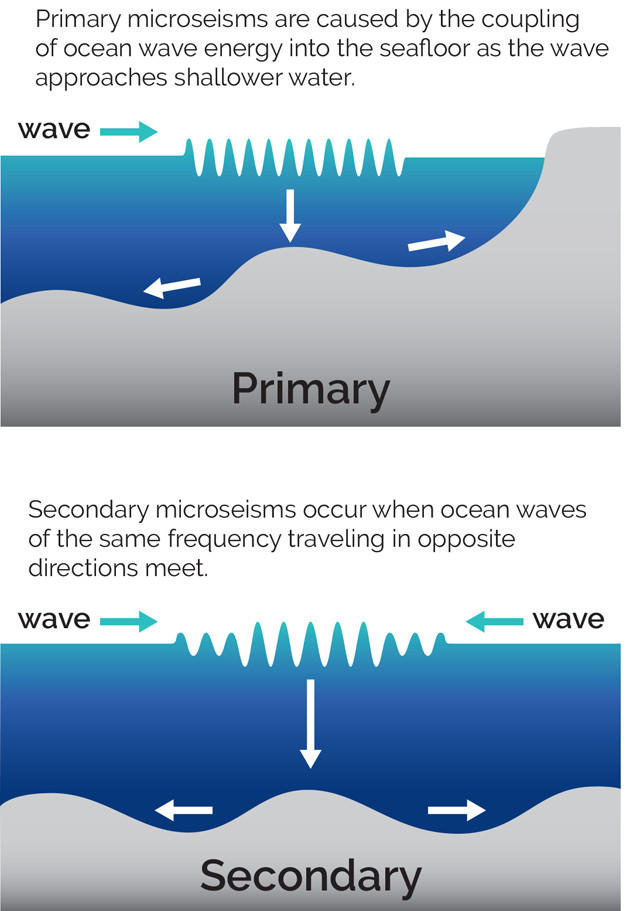 Primary microseisms are caused by the coupling
of ocean wave energy into the seafloor as the wave
approaches shallower water.
wave
Primary
Secondary microseisms occur when ocean waves
of the same frequency traveling in opposite
directions meet.
wave wave
Secondary